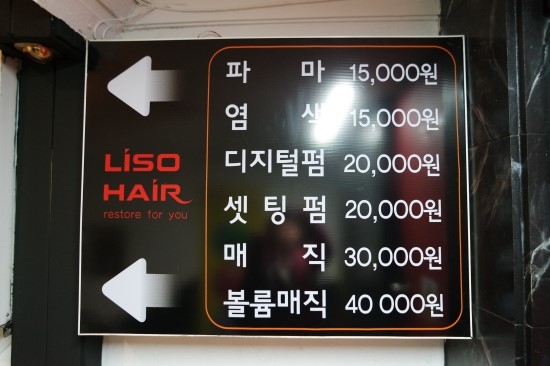 LiSO
HAIR
restore for you
파 마 15,000원
염 색 15,000원
디지털펌 20,000원
셋 팅 펌 20,000원
매 직 30,000원
볼륨매직 40 000원